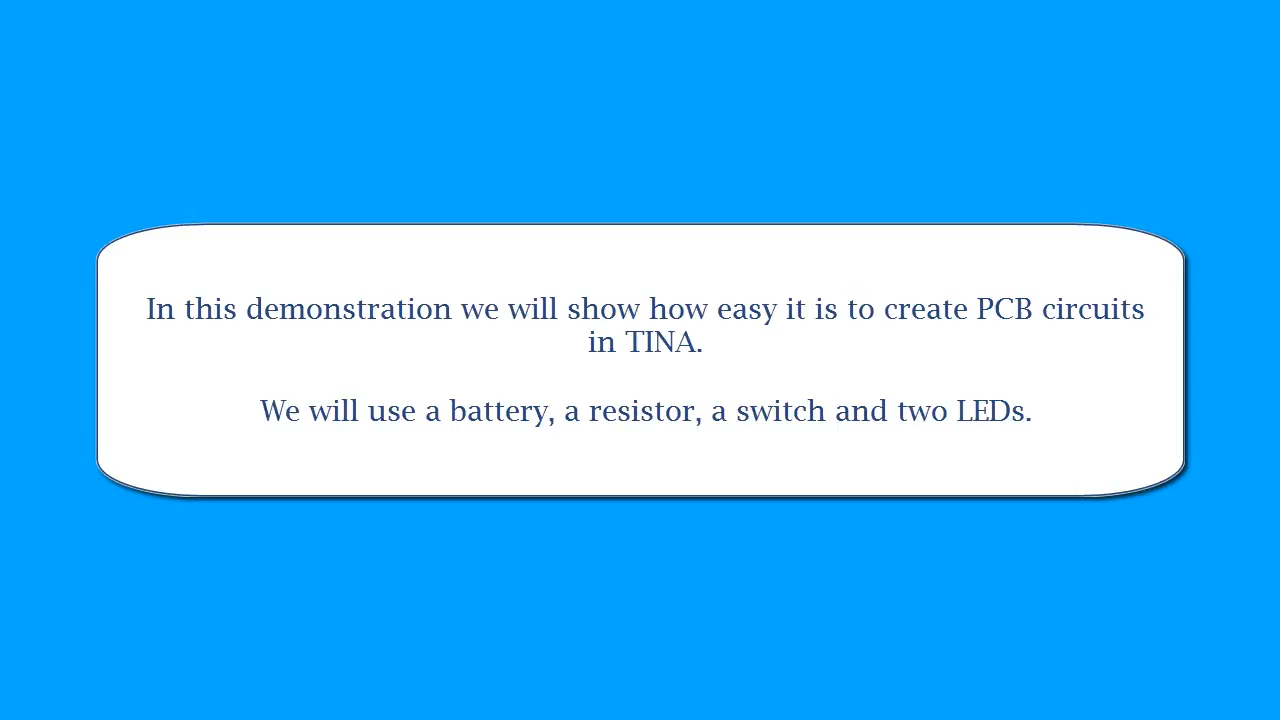 In this demonstration we will show how easy it is to create PCB circuits
in TINA.
We will use a battery, a resistor, a switch and two LEDs.